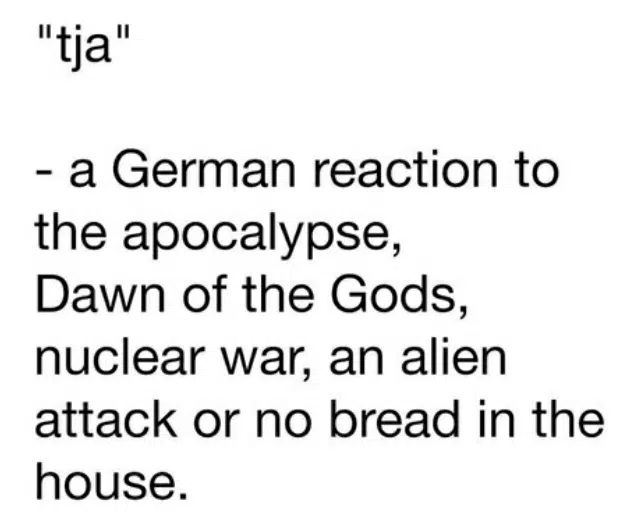 "tja"
- a German reaction to
the apocalypse,
Dawn of the Gods,
nuclear war, an alien
attack or no bread in the
house.